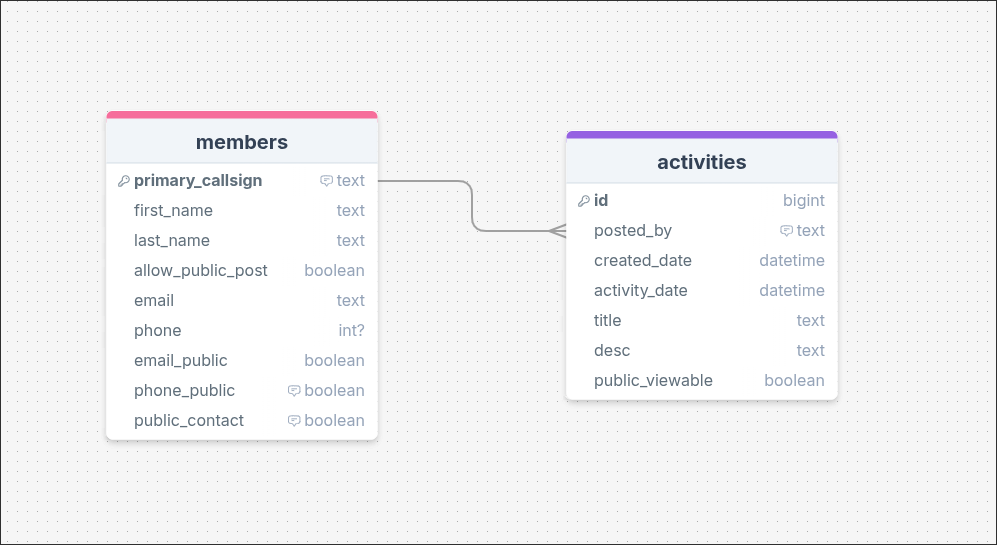 members
primary_callsign text
first_name text
last_name text
allow_public_post boolean
email text
phone int?
email_public boolean
phone_public boolean
public_contact boolean
activities
id bigint
posted_by text
created_date datetime
activity_date datetime
title text
desc text
public_viewable boolean